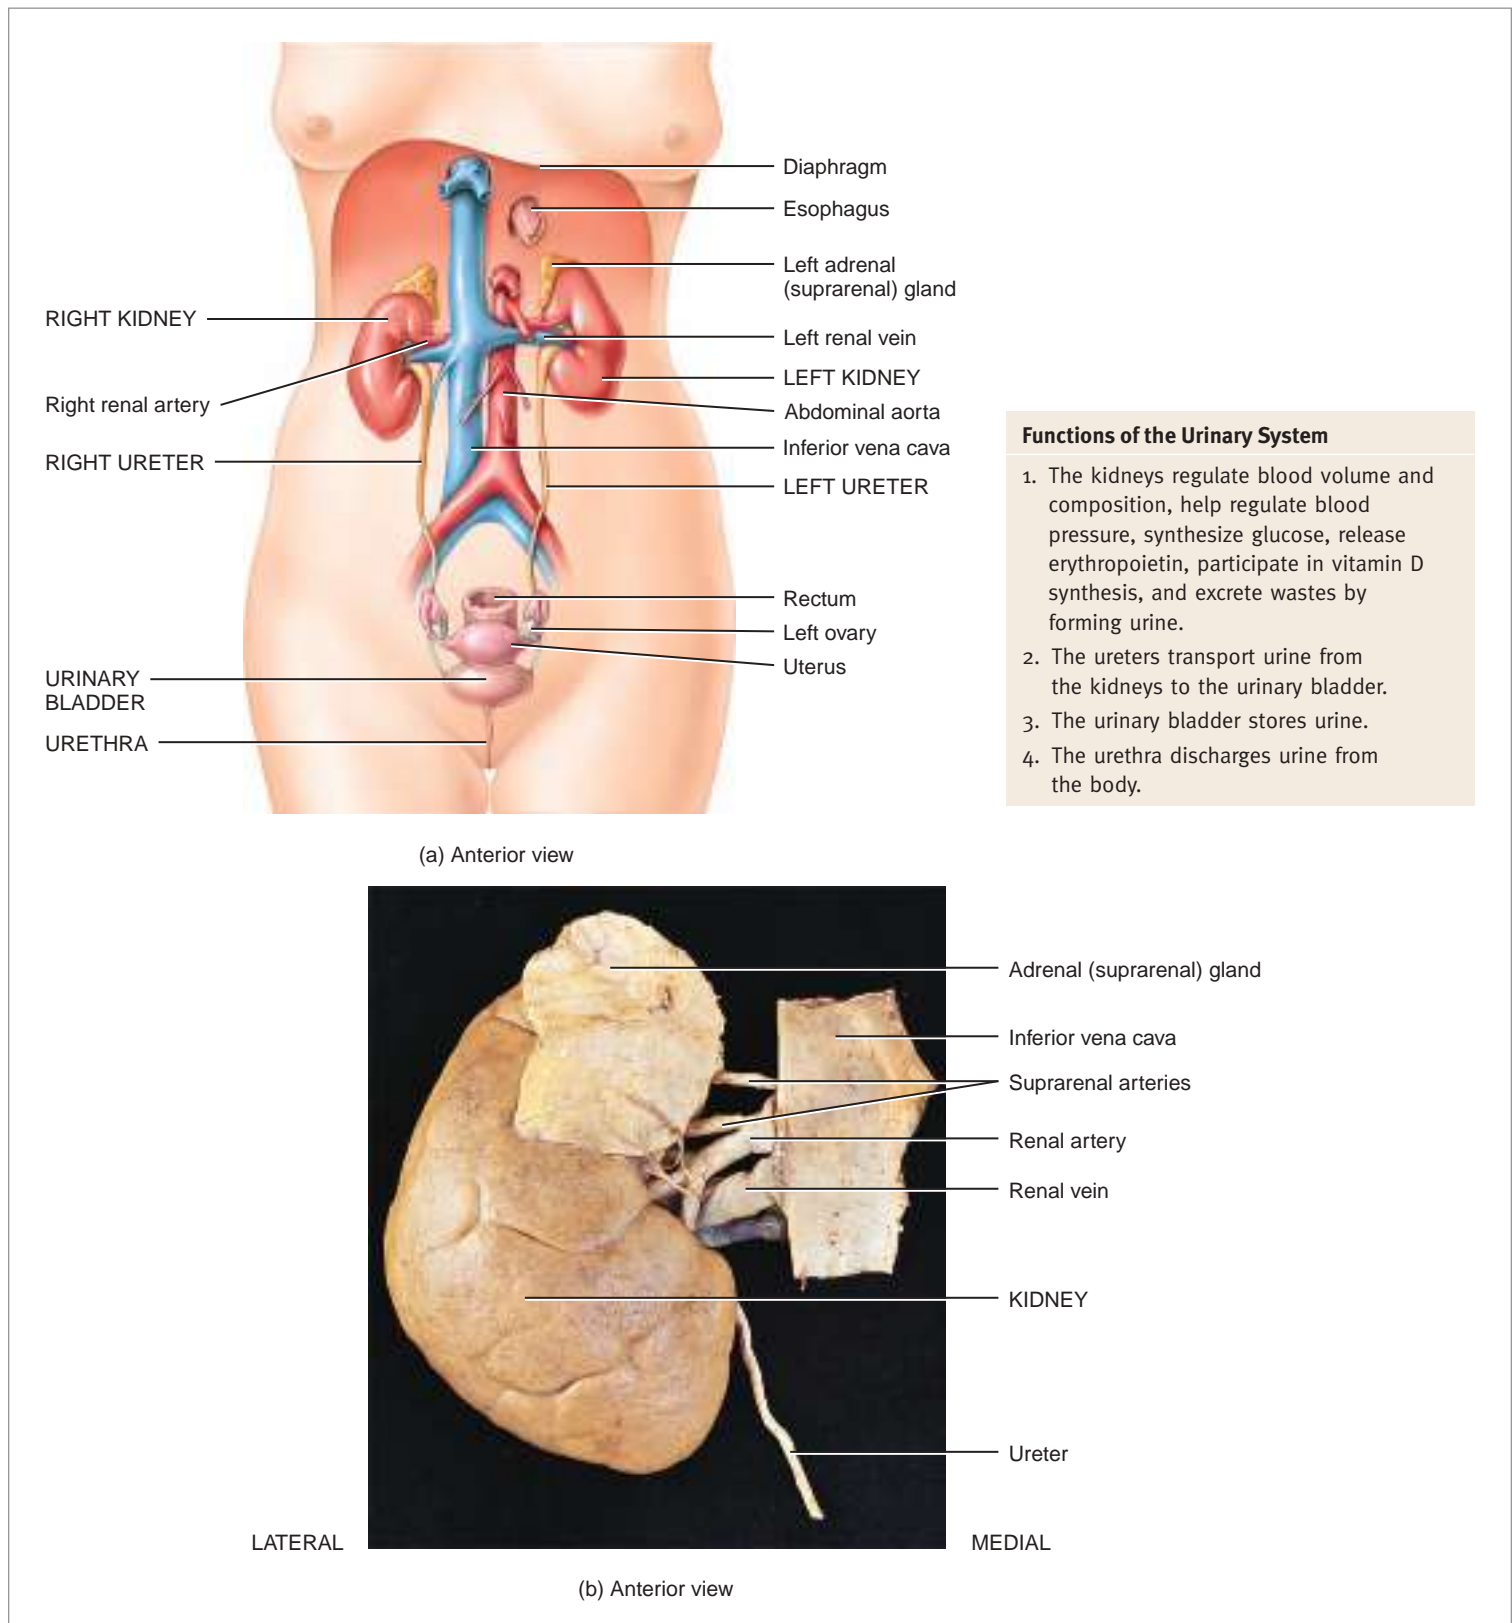 Diaphragm
Esophagus
Left adrenal
(suprarenal) gland
RIGHT KIDNEY
Left renal vein
LEFT KIDNEY
Right renal artery
Abdominal aorta
Inferior vena cava
RIGHT URETER
LEFT URETER
Rectum
Left ovary
Uterus
URINARY
BLADDER
URETHRA
Functions of the Urinary System
1. The kidneys regulate blood volume and
composition, help regulate blood
pressure, synthesize glucose, release
erythropoietin, participate in vitamin D
synthesis, and excrete wastes by
forming urine.
2. The ureters transport urine from
the kidneys to the urinary bladder.
3. The urinary bladder stores urine.
4. The urethra discharges urine from
the body.
(a) Anterior view
Adrenal (suprarenal) gland
Inferior vena cava
Suprarenal arteries
Renal artery
Renal vein
KIDNEY
Ureter
LATERAL
MEDIAL
(b) Anterior view